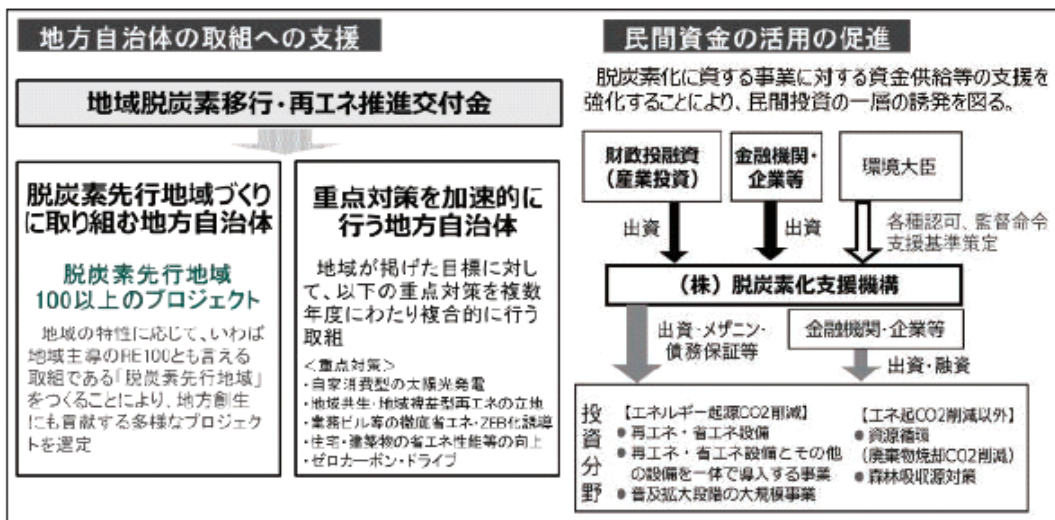 地方自治体の取組への支援
地域脱炭素移行・再エネ推進交付金
脱炭素先行地域づくり
に取り組む地方自治体
脱炭素先行地域
100以上のプロジェクト
地域の特性に応じて、いわば
地域主導のRE100とも言える
取組である「脱炭素先行地域」
をつくることにより、地方創生
にも貢献する多様なプロジェク
トを選定
重点対策を加速的に
行う地方自治体
地域が掲げた目標に対し
て、以下の重点対策を複数
年度にわたり複合的に行う
取組
＜重点対策＞
・自家消費型の太陽光発電
・地域共生・地域裨益型再エネの立地
・業務ビル等の徹底省エネ・ZEB化誘導
・住宅・建築物の省エネ性能等の向上
・ゼロカーボン・ドライブ
民間資金の活用の促進
脱炭素化に資する事業に対する資金供給等の支援を
強化することにより、民間投資の一層の誘発を図る。
財政投融資
（産業投資）
金融機関・
企業等
環境大臣
出資
出資
各種認可、監督命令
支援基準策定
（株）脱炭素化支援機構
出資・メザニン・
債務保証等
金融機関・企業等
出資・融資
投資分野
【エネルギー起源CO2削減】
●再エネ・省エネ設備
●再エネ・省エネ設備とその他
の設備を一体で導入する事業
●普及拡大段階の大規模事業
【エネ起CO2削減以外】
●資源循環
（廃棄物焼却CO2削減）
●森林吸収源対策